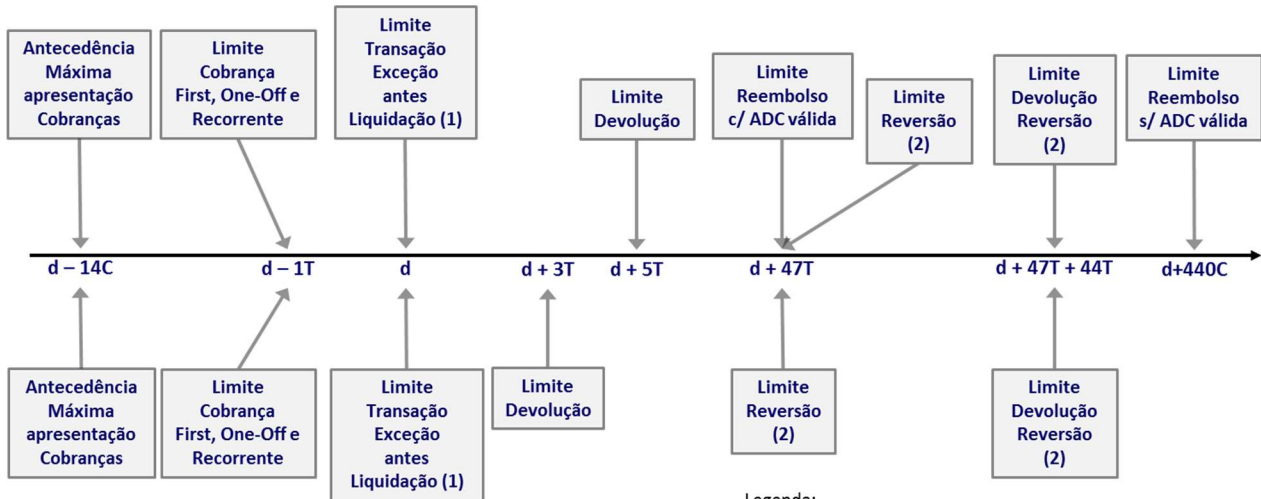 Antecedência
Máxima
apresentação
Cobranças
Limite
Cobrança
First, One-Off e
Recorrente
Limite
Transação
Exceção
antes
Liquidação (1)
Limite
Devolução
Limite
Reembolso
c/ ADC válida
Limite
Reversão
(2)
Limite
Devolução
Reversão
(2)
Limite
Reembolso
s/ ADC válida
d – 14C
d – 1T
d
d + 3T
d + 5T
d + 47T
d + 47T + 44T
d+440C
Antecedência
Máxima
apresentação
Cobranças
Limite
Cobrança
First, One-Off e
Recorrente
Limite
Transação
Exceção
antes
Liquidação (1)
Limite
Devolução
Limite
Reversão
(2)
Limite
Devolução
Reversão
(2)
Legenda: